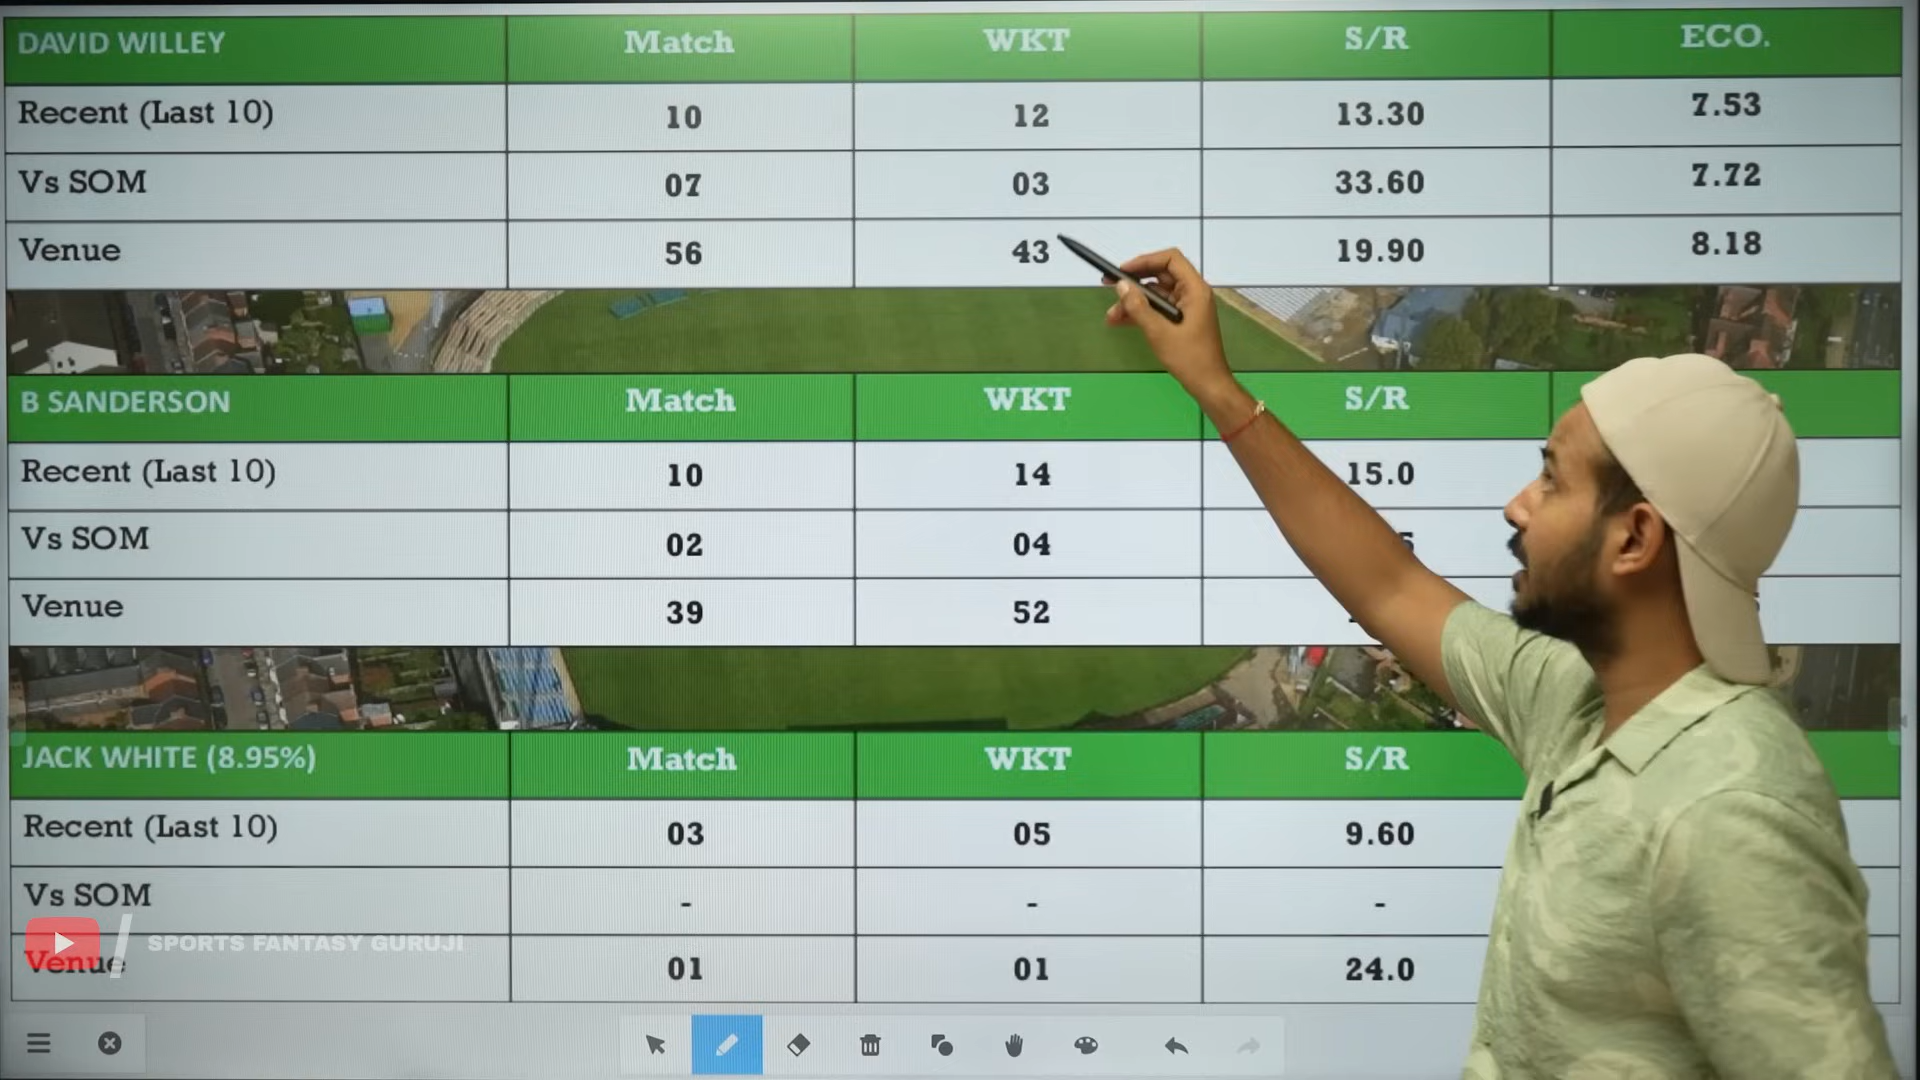 DAVID WILLEY Match WKT S/R ECO.
Recent (Last 10) 10 12 13.30 7.53
Vs SOM 07 03 33.60 7.72
Venue 56 43 19.90 8.18
B SANDERSON Match WKT S/R
Recent (Last 10) 10 14 15.0
Vs SOM 02 04
Venue 39 52
JACK WHITE (8.95%) Match WKT S/R
Recent (Last 10) 03 05 9.60
Vs SOM - - -
SPORTS FANTASY GURUJI
Venue 01 01 24.0